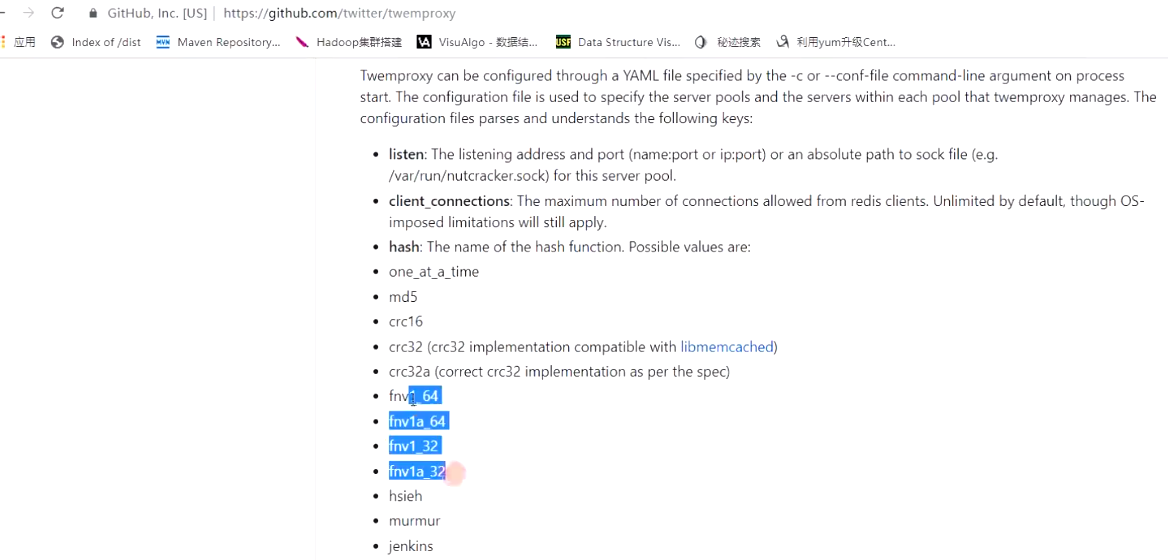 GitHub, Inc. [US] | https://github.com/twitter/twemproxy
应用 Index of /dist Maven Repository... Hadoop集群搭建 VisuAlgo - 数据结... Data Structure Vis... 秘迹搜索 利用yum升级Cent...
Twemproxy can be configured through a YAML file specified by the -c or --conf-file command-line argument on process
start. The configuration file is used to specify the server pools and the servers within each pool that twemproxy manages. The
configuration files parses and understands the following keys:
• listen: The listening address and port (name:port or ip:port) or an absolute path to sock file (e.g.
/var/run/nutcracker.sock) for this server pool.
• client_connections: The maximum number of connections allowed from redis clients. Unlimited by default, though OS-
imposed limitations will still apply.
• hash: The name of the hash function. Possible values are:
• one_at_a_time
• md5
• crc16
• crc32 (crc32 implementation compatible with libmemcached)
• crc32a (correct crc32 implementation as per the spec)
• fnv1_64
• fnv1a_64
• fnv1_32
• fnv1a_32
• hsieh
• murmur
• jenkins